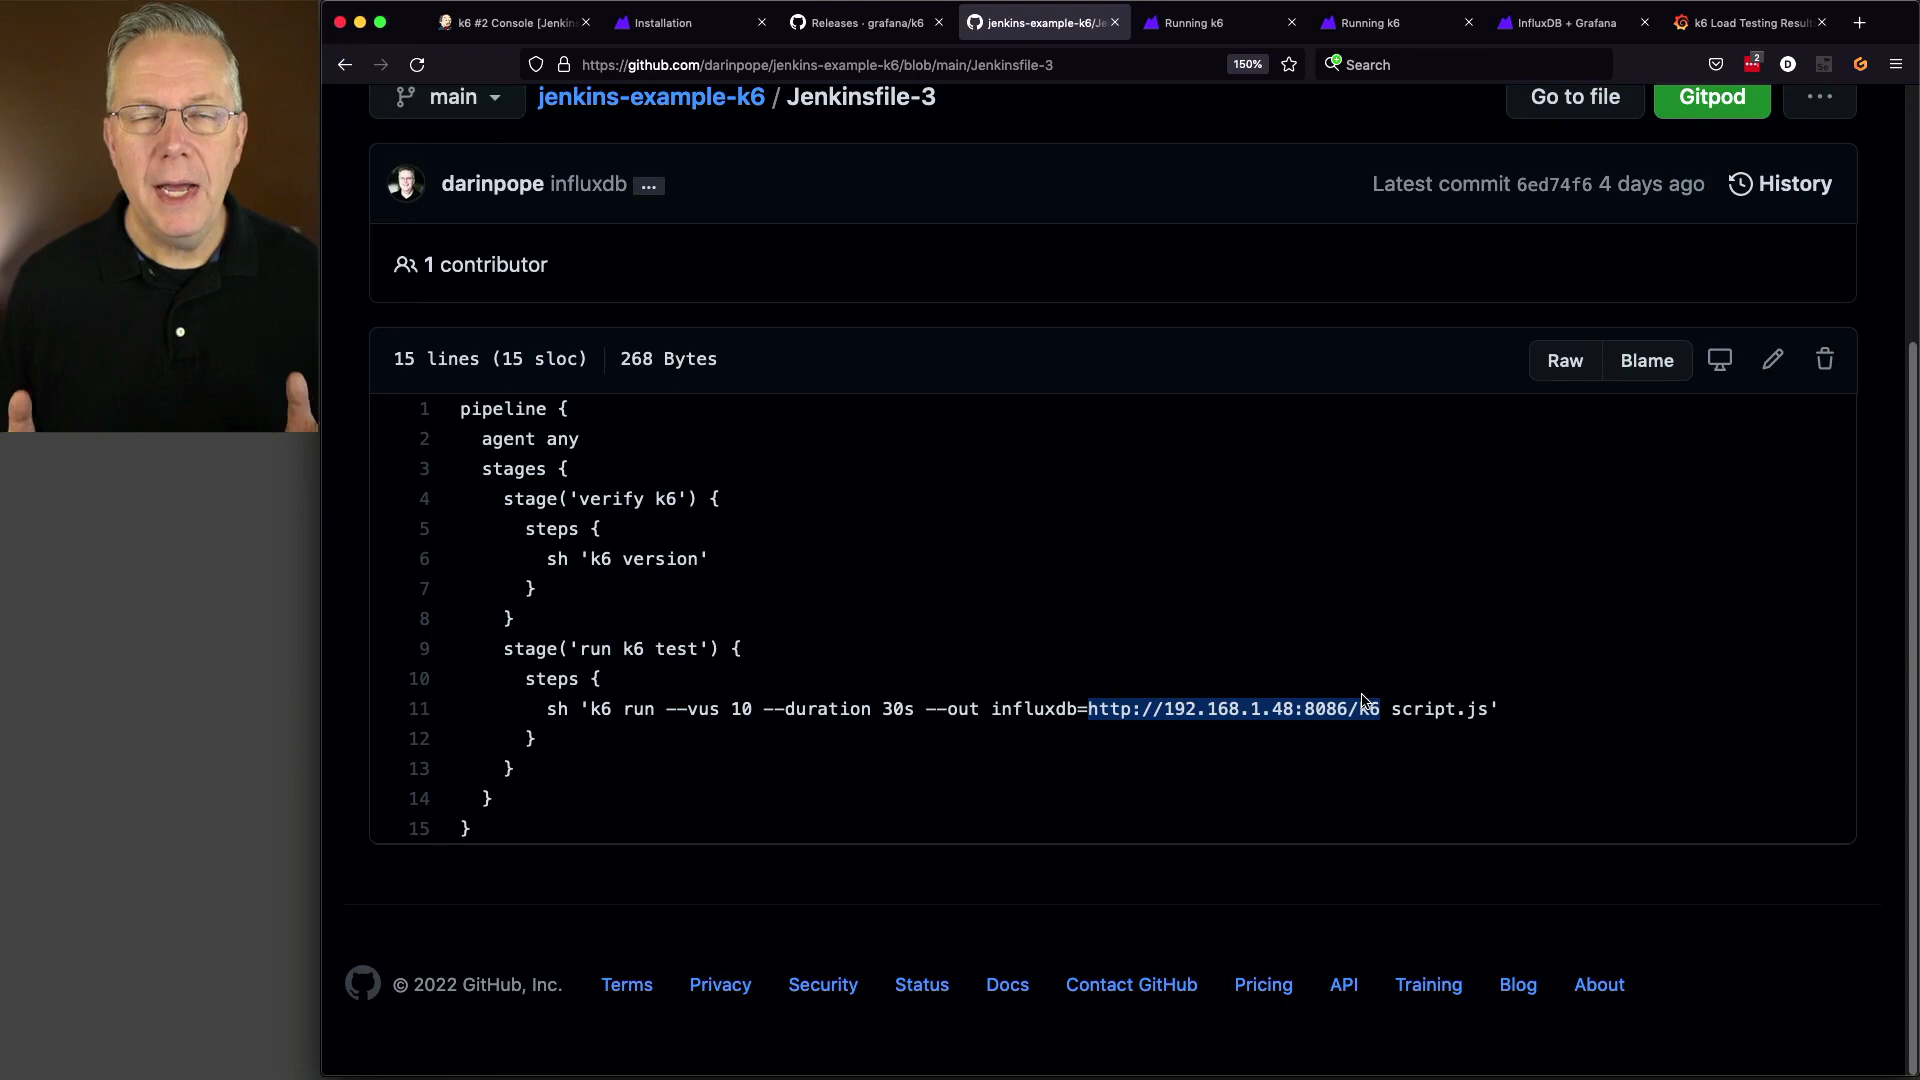 k6 #2 Console [Jenkins
Installation
Releases · grafana/k6
jenkins-example-k6/Je
Running k6
Running k6
InfluxDB + Grafana
k6 Load Testing Result
https://github.com/darinpope/jenkins-example-k6/blob/main/Jenkinsfile-3
150%
Search
2
D
Se
main
jenkins-example-k6 / Jenkinsfile-3
Go to file
Gitpod
...
darinpope influxdb ...
Latest commit 6ed74f6 4 days ago
History
1 contributor
15 lines (15 sloc)
268 Bytes
Raw
Blame
1 pipeline {
2 agent any
3 stages {
4 stage('verify k6') {
5 steps {
6 sh 'k6 version'
7 }
8 }
9 stage('run k6 test') {
10 steps {
11 sh 'k6 run --vus 10 --duration 30s --out influxdb=http://192.168.1.48:8086/k6 script.js'
12 }
13 }
14 }
15 }
© 2022 GitHub, Inc.
Terms
Privacy
Security
Status
Docs
Contact GitHub
Pricing
API
Training
Blog
About